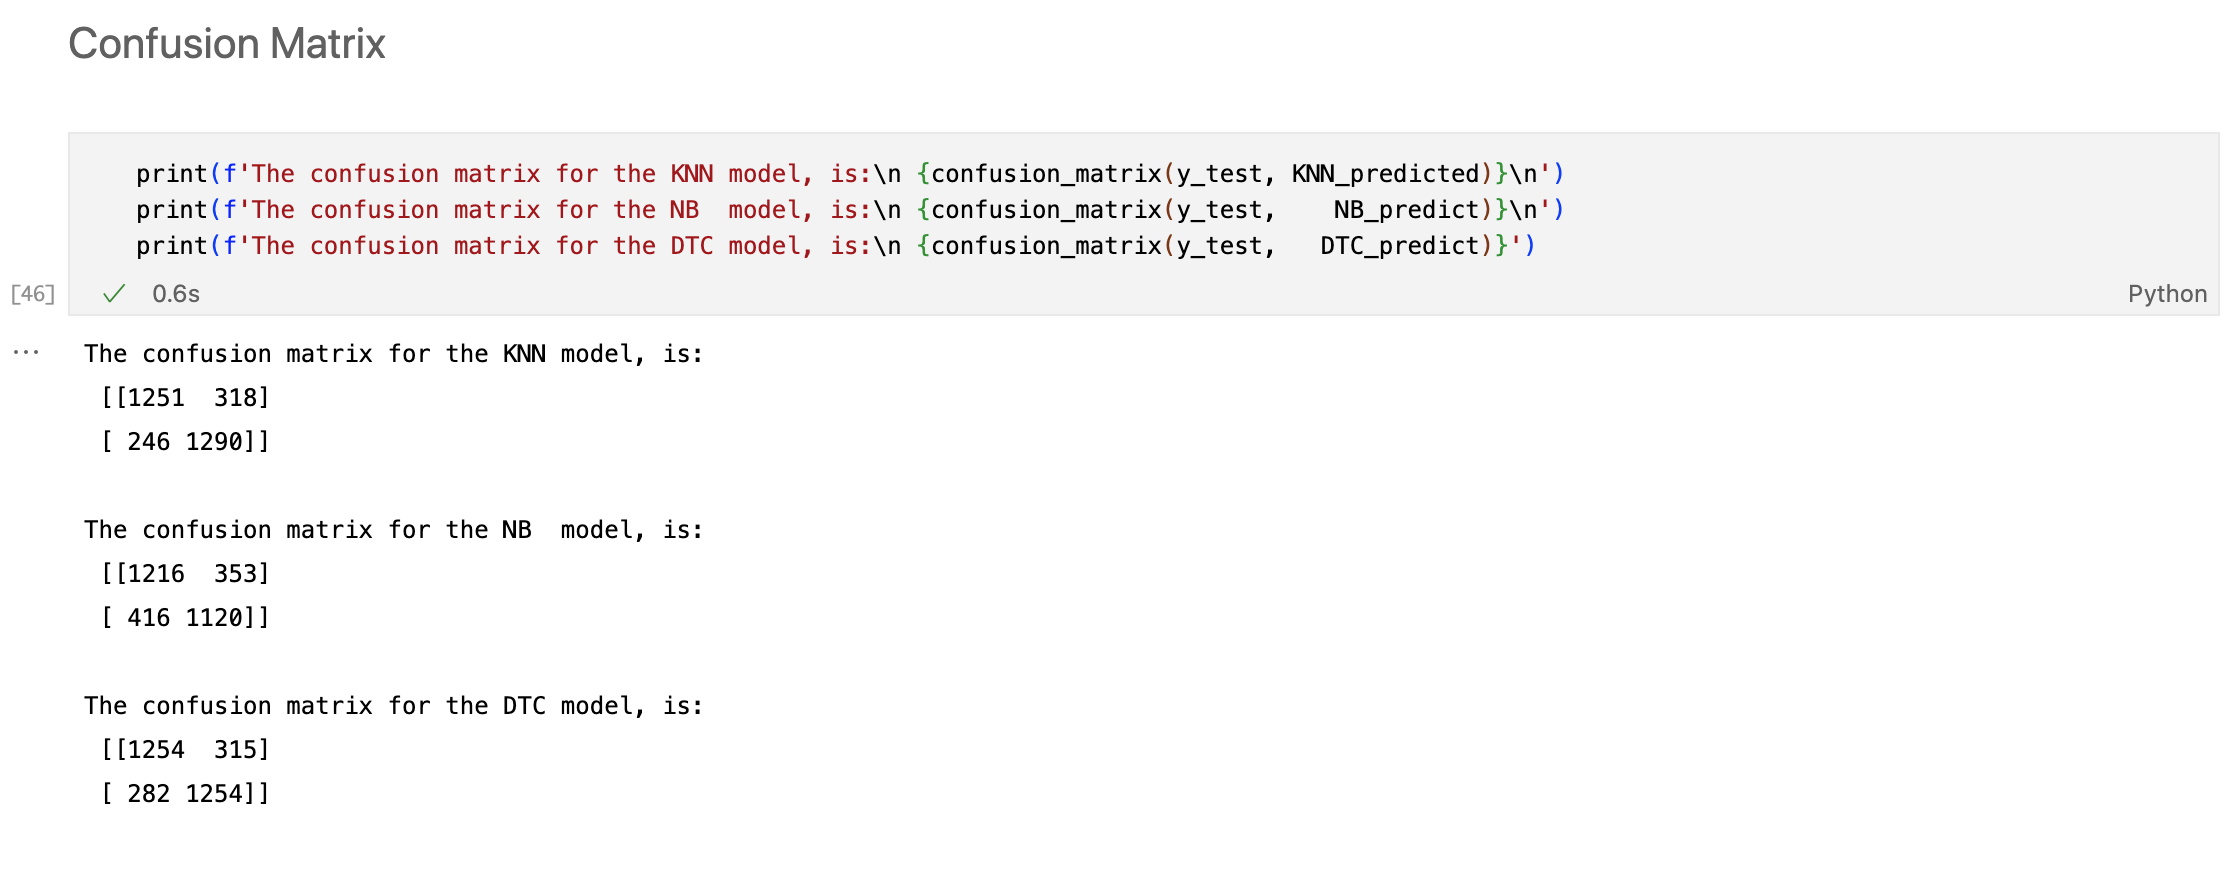 Confusion Matrix
print(f'The confusion matrix for the KNN model, is:\n {confusion_matrix(y_test, KNN_predicted)}\n')
print(f'The confusion matrix for the NB  model, is:\n {confusion_matrix(y_test,    NB_predict)}\n')
print(f'The confusion matrix for the DTC model, is:\n {confusion_matrix(y_test,   DTC_predict)}')
[46] ✓ 0.6s Python
... The confusion matrix for the KNN model, is:
[[1251  318]
[ 246 1290]]
The confusion matrix for the NB  model, is:
[[1216  353]
[ 416 1120]]
The confusion matrix for the DTC model, is:
[[1254  315]
[ 282 1254]]